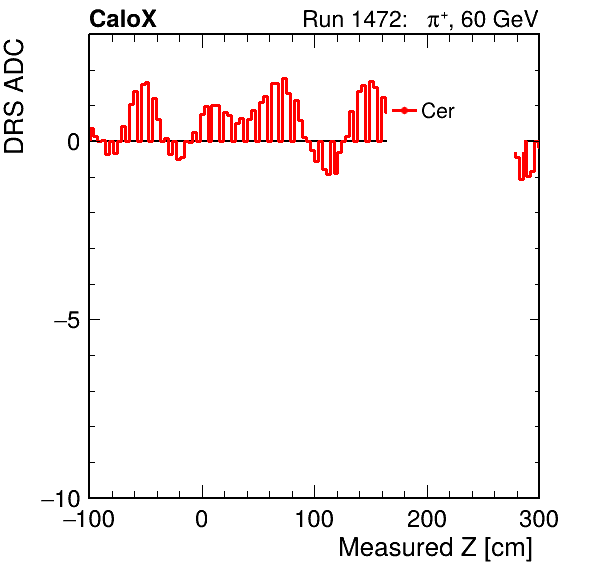 CaloX Run 1472: π⁺, 60 GeV
DRS ADC
Cer
0
−5
−10
−100 0 100 200 300
Measured Z [cm]